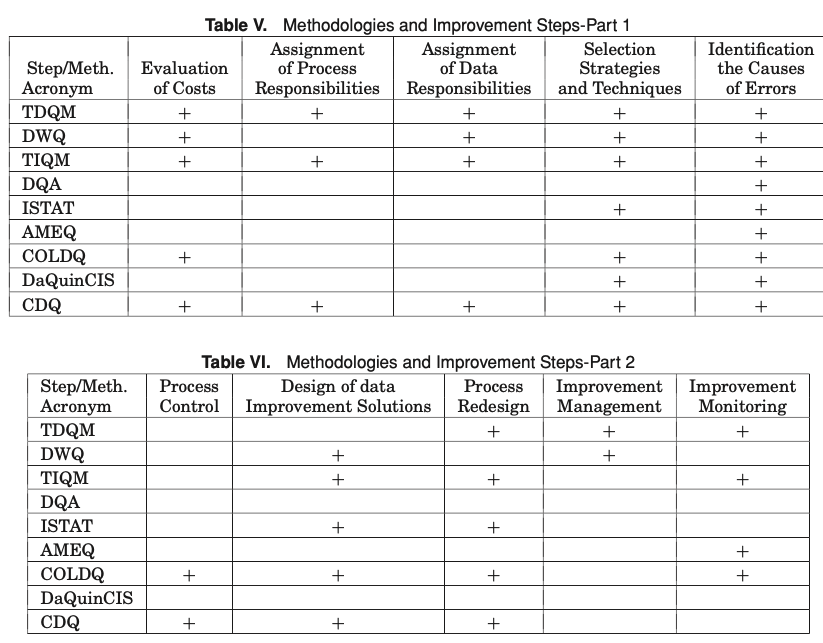 Table V. Methodologies and Improvement Steps-Part 1
Step/Meth. Acronym | Evaluation of Costs | Assignment of Process Responsibilities | Assignment of Data Responsibilities | Selection Strategies and Techniques | Identification the Causes of Errors
TDQM | + | + | + | + | +
DWQ | + | | + | + | +
TIQM | + | + | + | + | +
DQA | | | | | +
ISTAT | | | | + | +
AMEQ | | | | | +
COLDQ | + | | | + | +
DaQuinCIS | | | | + | +
CDQ | + | + | + | + | +
Table VI. Methodologies and Improvement Steps-Part 2
Step/Meth. Acronym | Process Control | Design of data Improvement Solutions | Process Redesign | Improvement Management | Improvement Monitoring
TDQM | | | + | + | +
DWQ | | + | | + |
TIQM | | + | + | | +
DQA | | | | |
ISTAT | | + | + | |
AMEQ | | | | | +
COLDQ | + | + | + | | +
DaQuinCIS | | | | |
CDQ | + | + | + | |